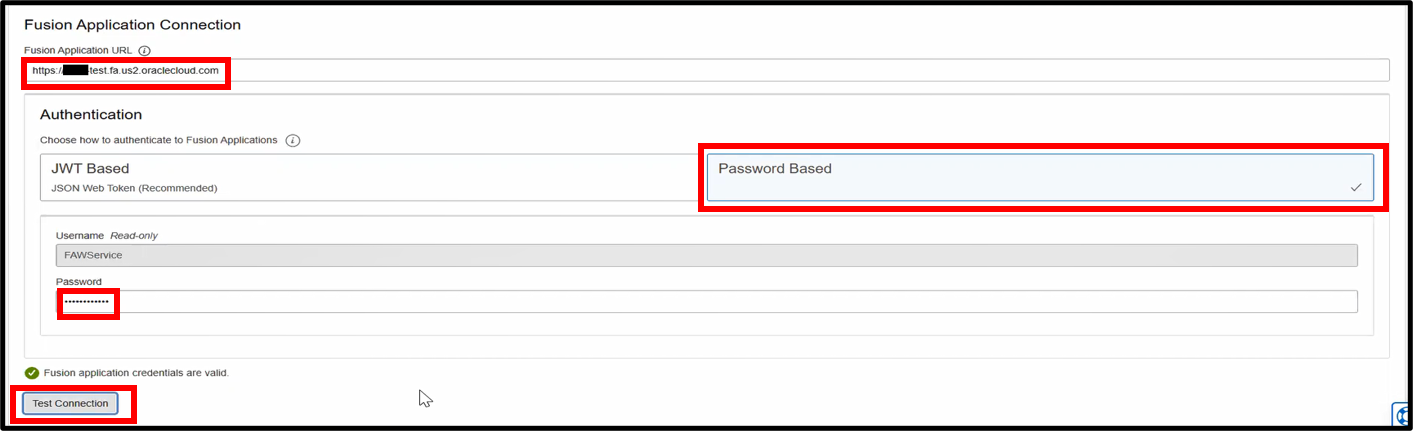 Fusion Application Connection
Fusion Application URL
https:/ -test.fa.us2.oraclecloud.com
Authentication
Choose how to authenticate to Fusion Applications
JWT Based
JSON Web Token (Recommended)
Password Based
Username Read-only
FAWService
Password
••••••••••••
Fusion application credentials are valid.
Test Connection